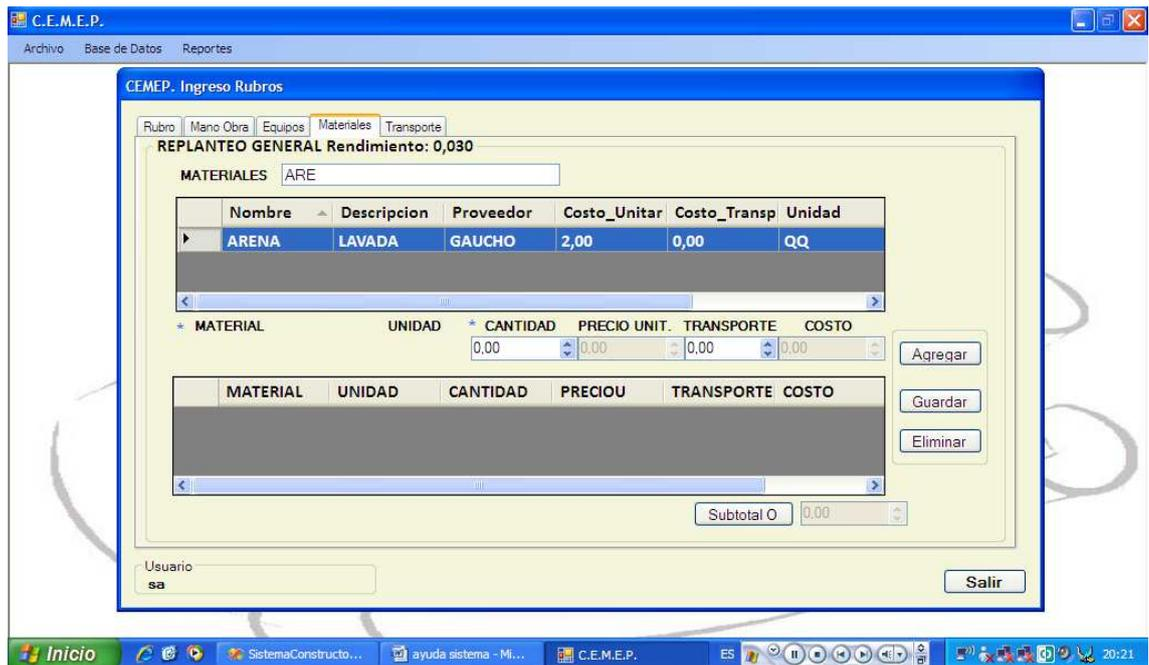 C.E.M.E.P.
Archivo Base de Datos Reportes
CEMEP. Ingreso Rubros
Rubro Mano Obra Equipos Materiales Transporte
REPLANTEO GENERAL Rendimiento: 0,030
MATERIALES ARE
Nombre Descripcion Proveedor Costo_Unitar Costo_Transp Unidad
ARENA LAVADA GAUCHO 2,00 0,00 QQ
* MATERIAL UNIDAD * CANTIDAD PRECIO UNIT. TRANSPORTE COSTO
0,00 0,00 0,00 0,00
Agregar
MATERIAL UNIDAD CANTIDAD PRECIOU TRANSPORTE COSTO
Guardar
Eliminar
Subtotal O 0,00
Usuario
sa
Salir
Inicio SistemaConstructo... ayuda sistema - Mi... C.E.M.E.P. ES 20:21